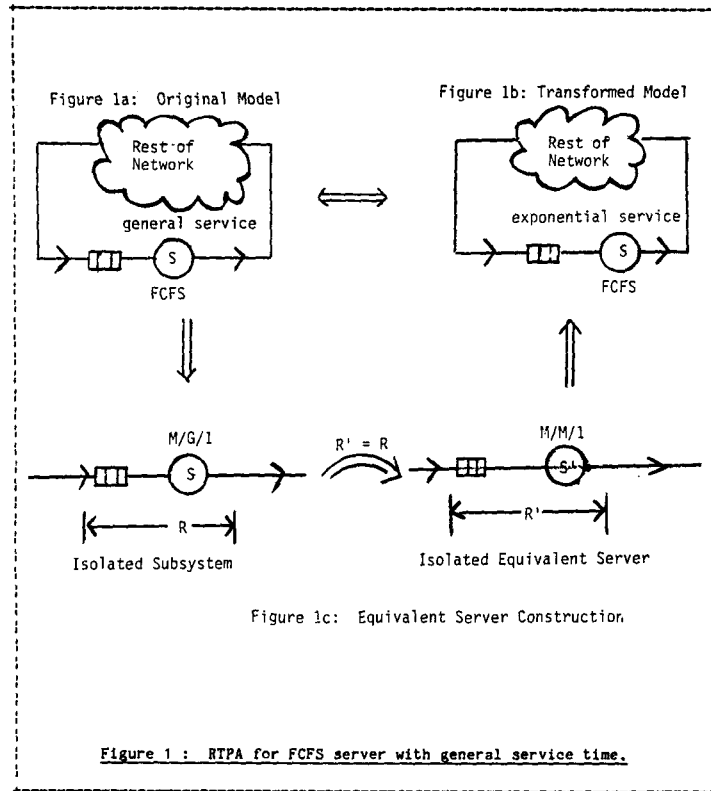 Figure 1a: Original Model
Rest of
Network
general service
S
FCFS
Figure 1b: Transformed Model
Rest of
Network
exponential service
S
FCFS
M/G/1
S
R
Isolated Subsystem
R' = R
M/M/1
S'
R'
Isolated Equivalent Server
Figure 1c: Equivalent Server Construction
Figure 1 : RTPA for FCFS server with general service time.